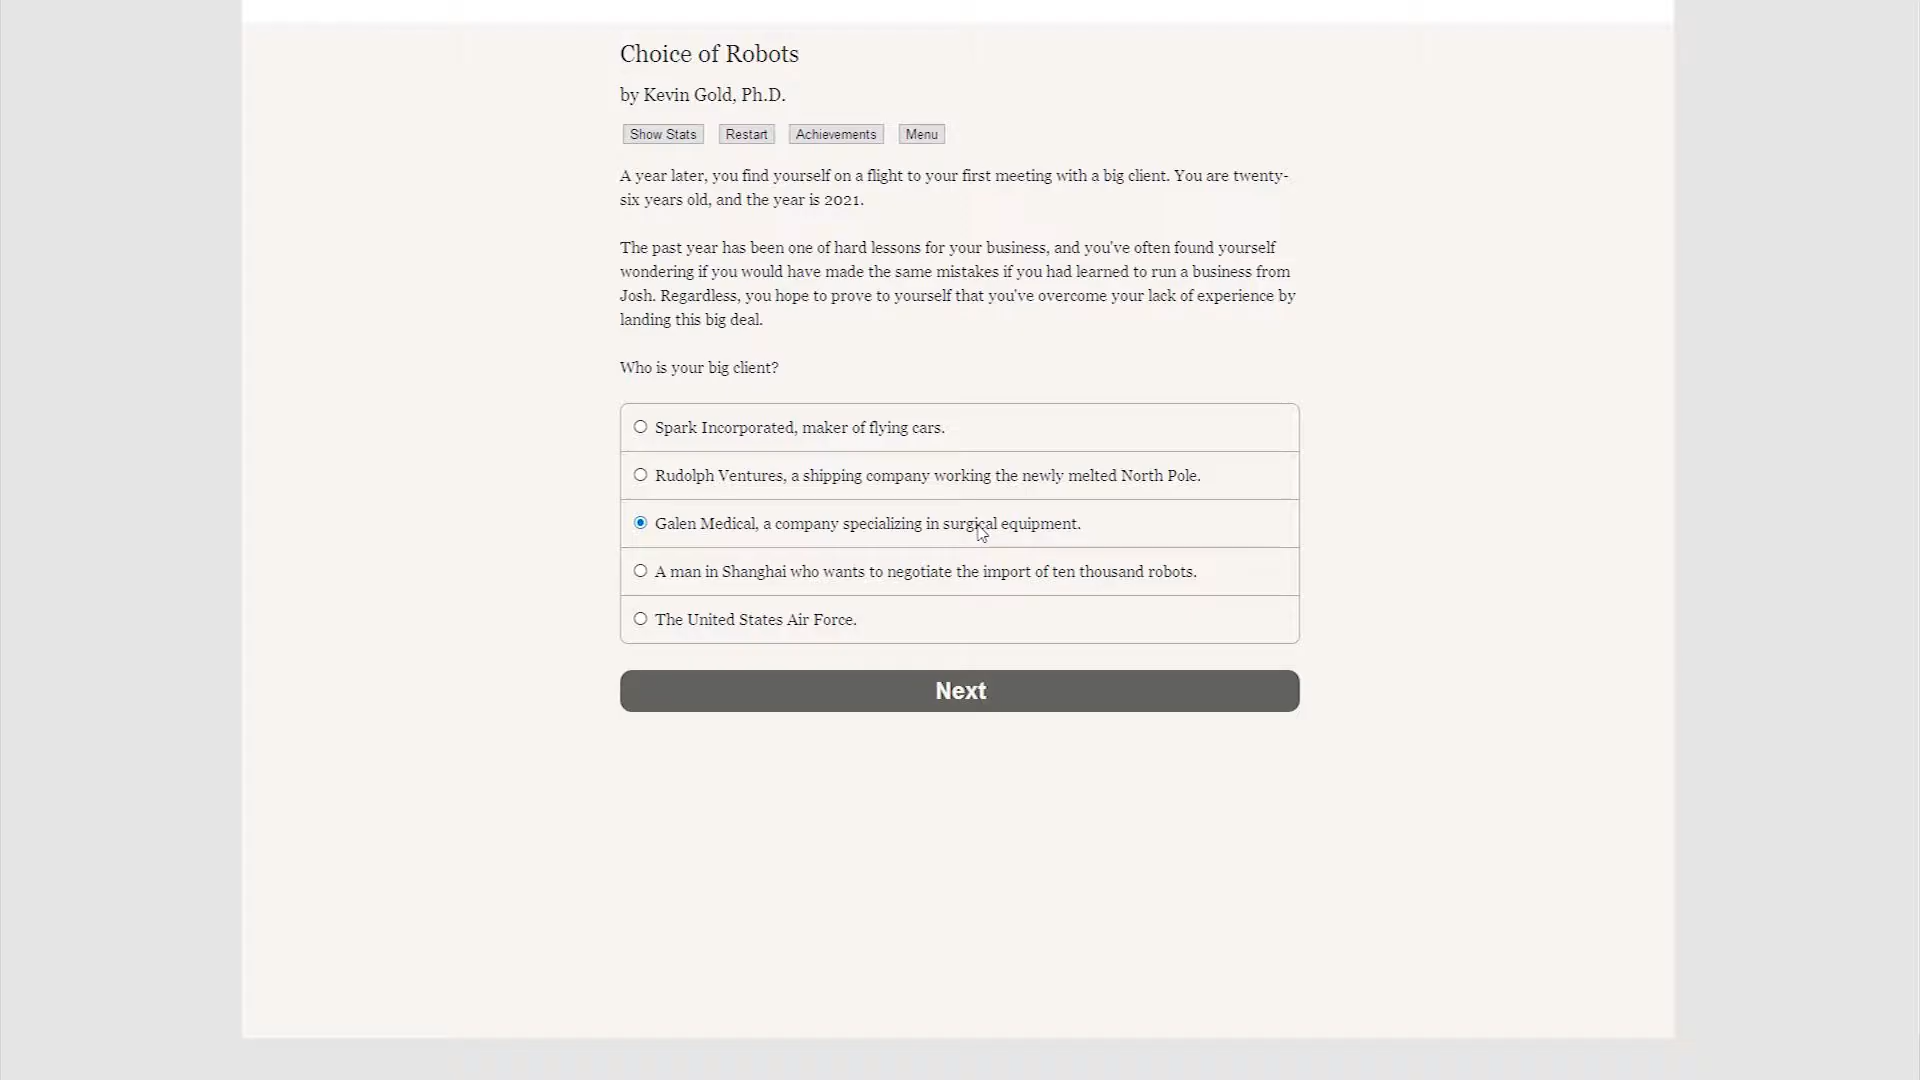 Choice of Robots
by Kevin Gold, Ph.D.
Show Stats Restart Achievements Menu
A year later, you find yourself on a flight to your first meeting with a big client. You are twenty-
six years old, and the year is 2021.
The past year has been one of hard lessons for your business, and you've often found yourself
wondering if you would have made the same mistakes if you had learned to run a business from
Josh. Regardless, you hope to prove to yourself that you've overcome your lack of experience by
landing this big deal.
Who is your big client?
Spark Incorporated, maker of flying cars.
Rudolph Ventures, a shipping company working the newly melted North Pole.
Galen Medical, a company specializing in surgical equipment.
A man in Shanghai who wants to negotiate the import of ten thousand robots.
The United States Air Force.
Next